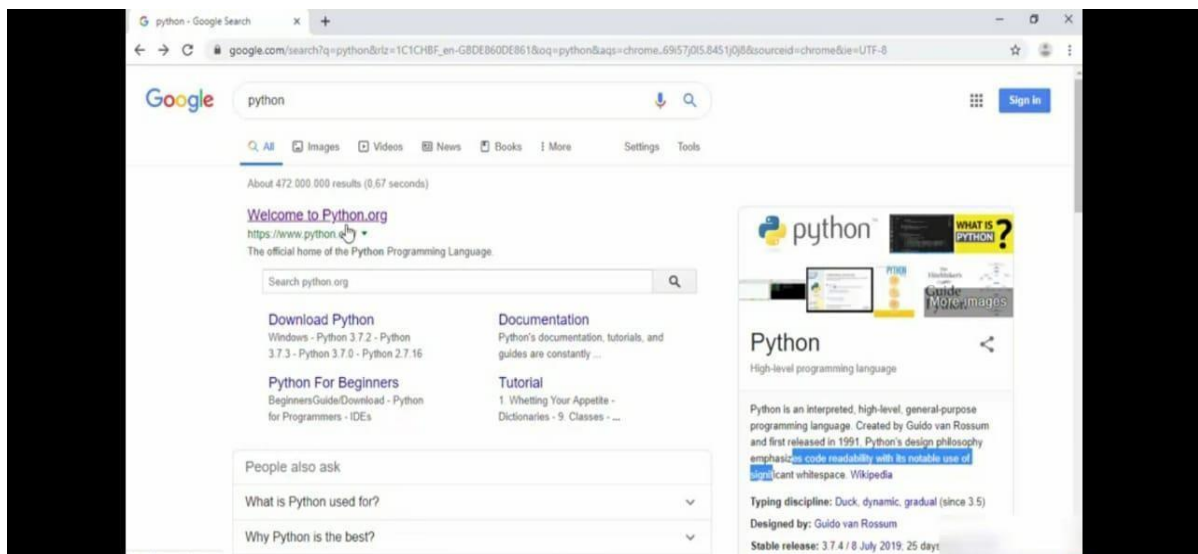 python - Google Search
google.com/search?q=python&rlz=1C1CHBF_en-GBDE860DE861&oq=python&aqs=chrome..69i57j0l5.8451j0j8&sourceid=chrome&ie=UTF-8
Google
python
Sign in
All Images Videos News Books More Settings Tools
About 472 000 000 results (0,67 seconds)
Welcome to Python.org
https://www.python.
The official home of the Python Programming Language.
Search python.org
Download Python
Windows - Python 3.7.2 - Python
3.7.3 - Python 3.7.0 - Python 2.7.16
Documentation
Python's documentation, tutorials, and
guides are constantly ...
Python For Beginners
BeginnersGuide/Download - Python
for Programmers - IDEs
Tutorial
1. Whetting Your Appetite -
Dictionaries - 9. Classes - ...
People also ask
What is Python used for?
Why Python is the best?
python
WHAT IS
PYTHON ?
PYTHON
Guide
More images
Python
High-level programming language
Python is an interpreted, high-level, general-purpose
programming language. Created by Guido van Rossum
and first released in 1991. Python's design philosophy
emphasizes code readability with its notable use of
significant whitespace. Wikipedia
Typing discipline: Duck, dynamic, gradual (since 3.5)
Designed by: Guido van Rossum
Stable release: 3.7.4 / 8 July 2019; 25 days